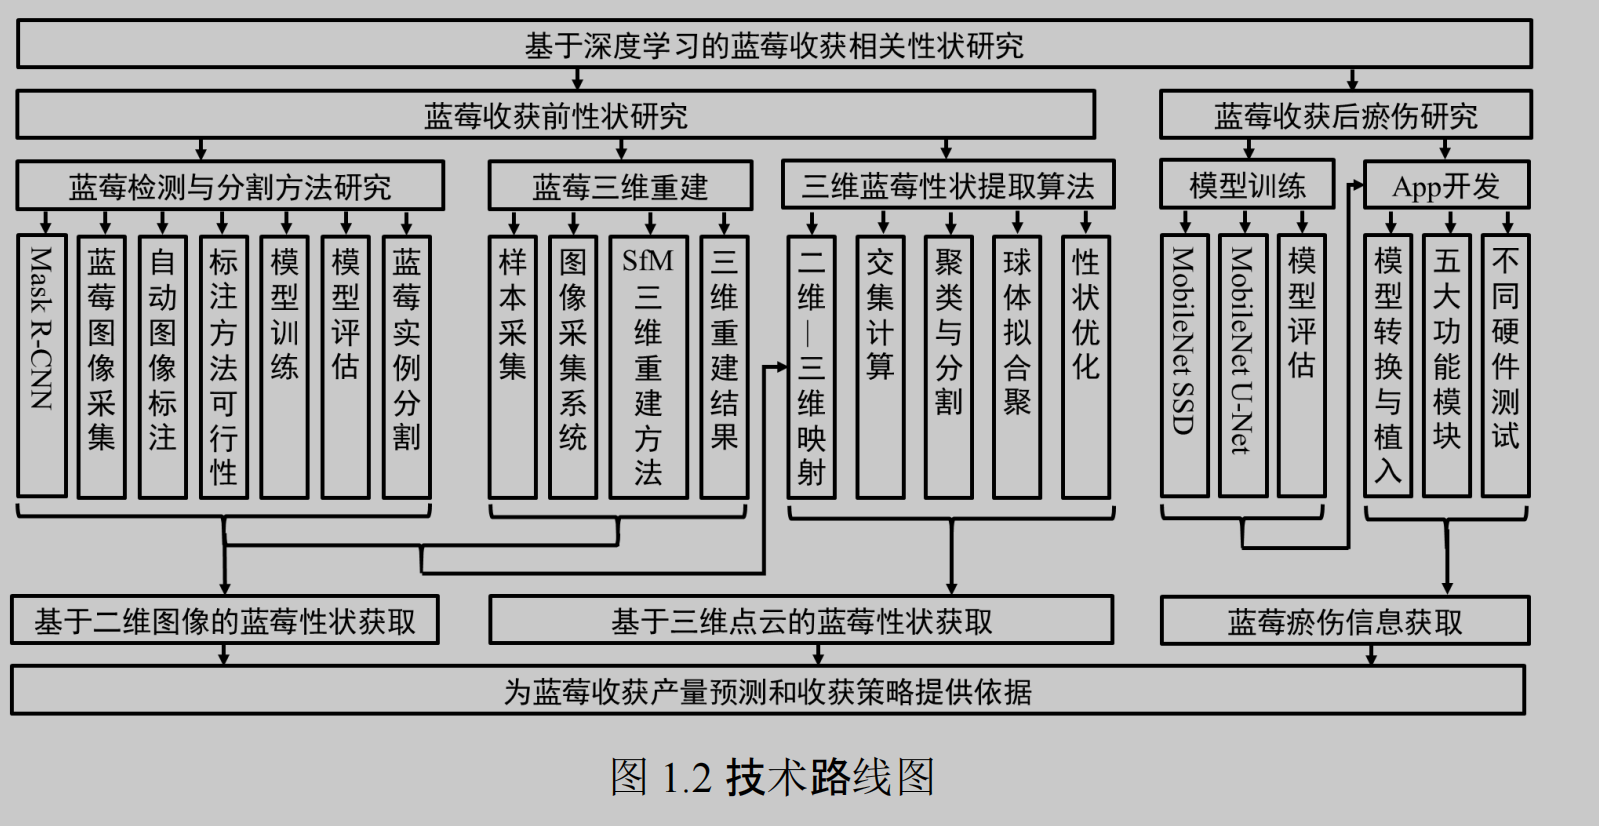 基于深度学习的蓝莓收获相关性状研究
蓝莓收获前性状研究
蓝莓收获后瘀伤研究
蓝莓检测与分割方法研究
蓝莓三维重建
三维蓝莓性状提取算法
模型训练
App开发
Mask R-CNN
蓝莓图像采集
自动图像标注
标注方法可行性
模型训练
模型评估
蓝莓实例分割
样本采集
图像采集系统
SfM三维重建方法
三维重建结果
二维—三维映射
交集计算
聚类与分割
球体拟合聚
性状优化
MobileNet SSD
MobileNet U-Net
模型评估
模型转换与植入
五大功能模块
不同硬件测试
基于二维图像的蓝莓性状获取
基于三维点云的蓝莓性状获取
蓝莓瘀伤信息获取
为蓝莓收获产量预测和收获策略提供依据
图 1.2 技术路线图